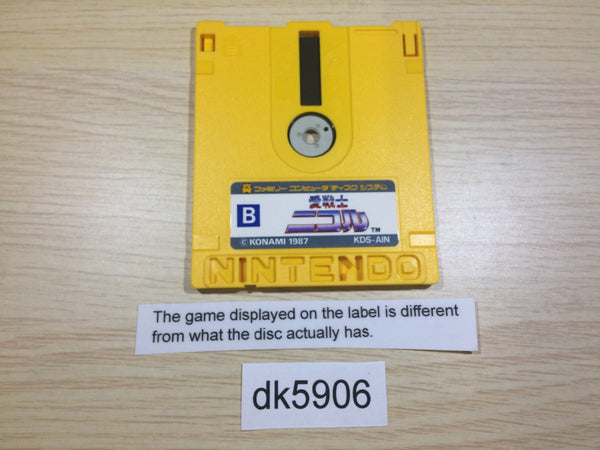 ファミリー コンピュータ ディスク システム
B
愛戦士
ニコル™
© KONAMI 1987
KDS-AIN
NINTENDO
The game displayed on the label is different
from what the disc actually has.
dk5906